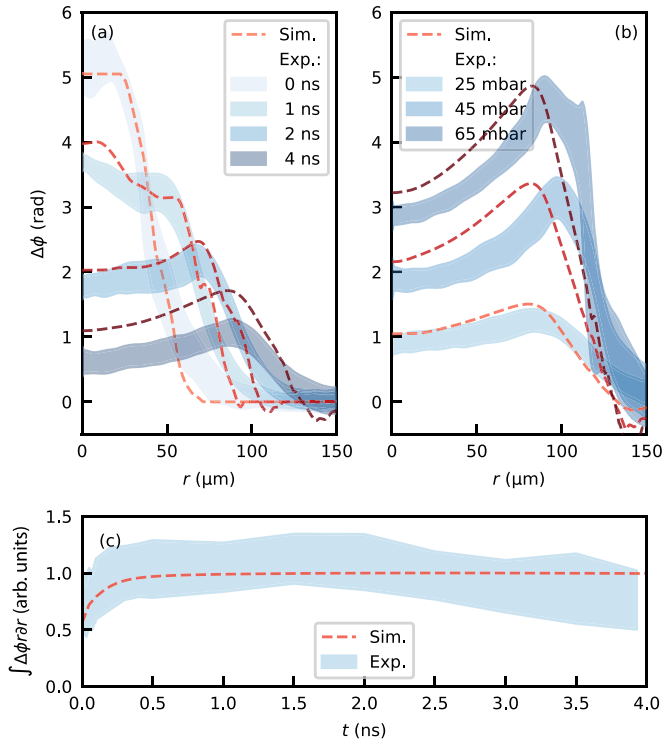 (a)
Sim.
Exp.:
0 ns
1 ns
2 ns
4 ns
6
5
4
3
2
1
0
Δϕ (rad)
0
50
100
150
r (μm)
(b)
Sim.
Exp.:
25 mbar
45 mbar
65 mbar
6
5
4
3
2
1
0
0
50
100
150
r (μm)
(c)
1.5
1.0
0.5
0.0
∫ Δϕr∂r (arb. units)
Sim.
Exp.
0.0
0.5
1.0
1.5
2.0
2.5
3.0
3.5
4.0
t (ns)